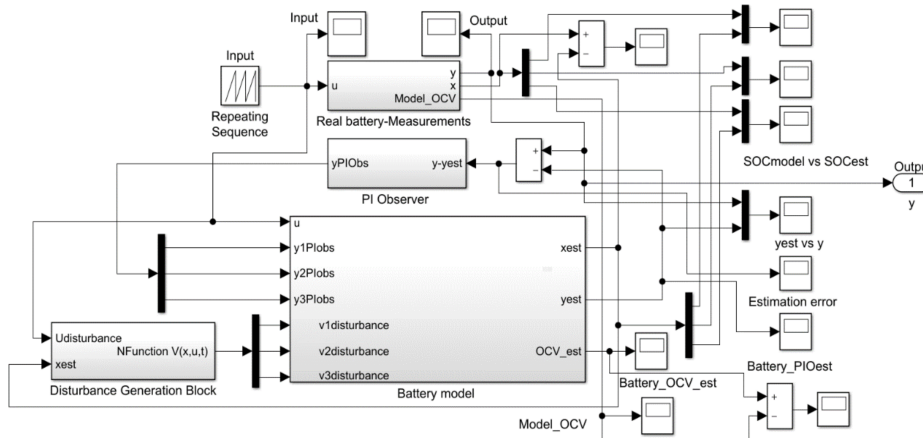 Input
Output
Input
+
−
u
y
x
Model_OCV
Repeating
Sequence
Real battery-Measurements
SOCmodel vs SOCest
yPIObs
y-yest
+
−
PI Observer
Outpu
1
y
u
y1PIobs
y2PIobs
y3PIobs
v1disturbance
v2disturbance
v3disturbance
xest
yest
OCV_est
Battery model
yest vs y
Estimation error
Udisturbance
xest
NFunction V(x,u,t)
Disturbance Generation Block
Battery_OCV_est
Battery_PIOest
Model_OCV
+
−